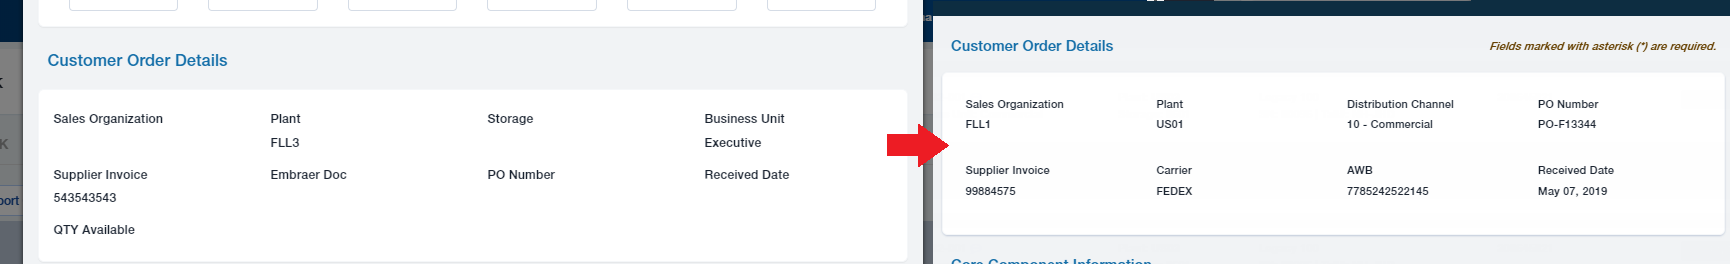 Customer Order Details
Sales Organization Plant Storage Business Unit
FLL3 Executive
Supplier Invoice Embraer Doc PO Number Received Date
543543543
QTY Available
port
K
Customer Order Details Fields marked with asterisk (*) are required.
Sales Organization Plant Distribution Channel PO Number
FLL1 US01 10 - Commercial PO-F13344
Supplier Invoice Carrier AWB Received Date
99884575 FEDEX 7785242522145 May 07, 2019
Core Component Information